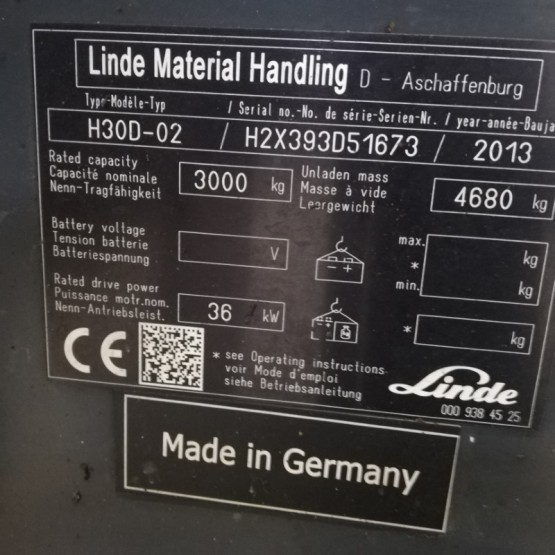 Linde Material Handling D - Aschaffenburg
Type-Modèle-Typ / Serial no.-No. de série-Serien-Nr. / year-année-Bauja
H30D-02 / H2X393D51673 / 2013
Rated capacity
Capacité nominale
Nenn-Tragfähigkeit
3000 kg
Unladen mass
Masse à vide
Leergewicht
4680 kg
Battery voltage
Tension batterie
Batteriespannung
V
max.
*
min.
kg
kg
Rated drive power
Puissance motr.nom.
Nenn-Antriebsleist.
36 kW
*
kg
CE
* see Operating instructions
voir Mode d'emploi
siehe Betriebsanleitung
Linde
000 938 45 25
Made in Germany